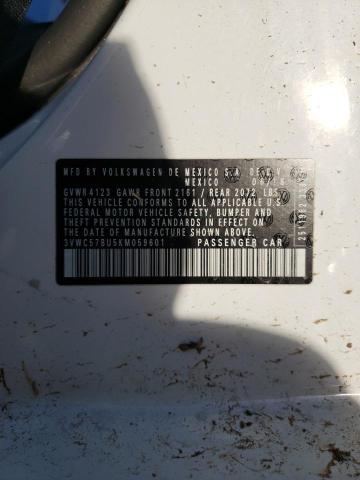 MFD BY VOLKSWAGEN DE MEXICO S.A. DE C.V.
MEXICO
GVWR 4123 GAWR FRONT 2161 / REAR 2072 LBS
THIS VEHICLE CONFORMS TO ALL APPLICABLE U.S.
FEDERAL MOTOR VEHICLE SAFETY, BUMPER AND
THEFT PREVENTION STANDARDS IN EFFECT ON
THE DATE OF MANUFACTURE SHOWN ABOVE.
3VWC57BU5KM059601 PASSENGER CAR